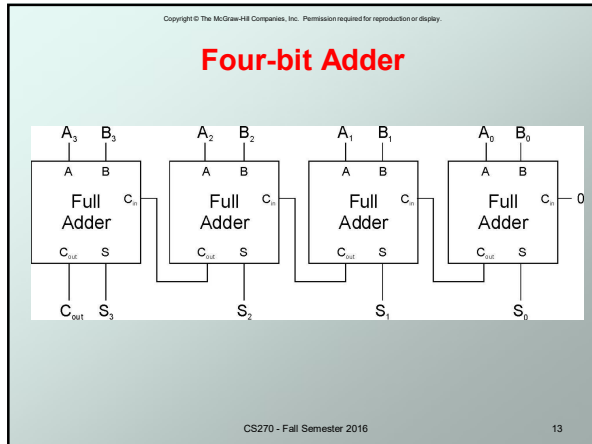 Copyright © The McGraw-Hill Companies, Inc. Permission required for reproduction or display.
Four-bit Adder
A3 B3 A2 B2 A1 B1 A0 B0
A B A B A B A B
Full Adder Cin Full Adder Cin Full Adder Cin Full Adder Cin 0
Cout S Cout S Cout S Cout S
Cout S3 S2 S1 S0
CS270 - Fall Semester 2016 13